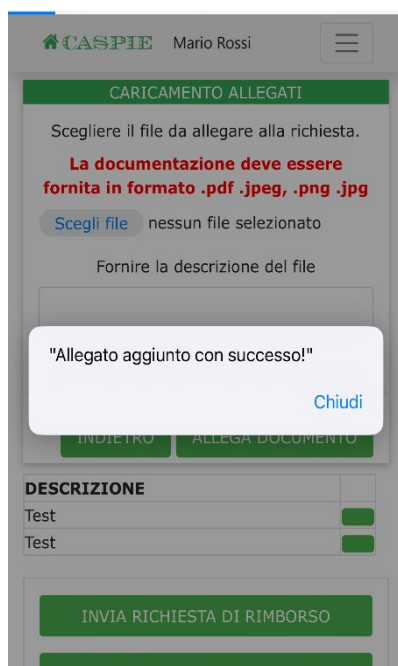 CASPIE Mario Rossi
CARICAMENTO ALLEGATI
Scegliere il file da allegare alla richiesta.
La documentazione deve essere
fornita in formato .pdf .jpeg, .png .jpg
Scegli file nessun file selezionato
Fornire la descrizione del file
"Allegato aggiunto con successo!"
Chiudi
INDIETRO ALLEGA DOCUMENTO
DESCRIZIONE
Test
Test
INVIA RICHIESTA DI RIMBORSO